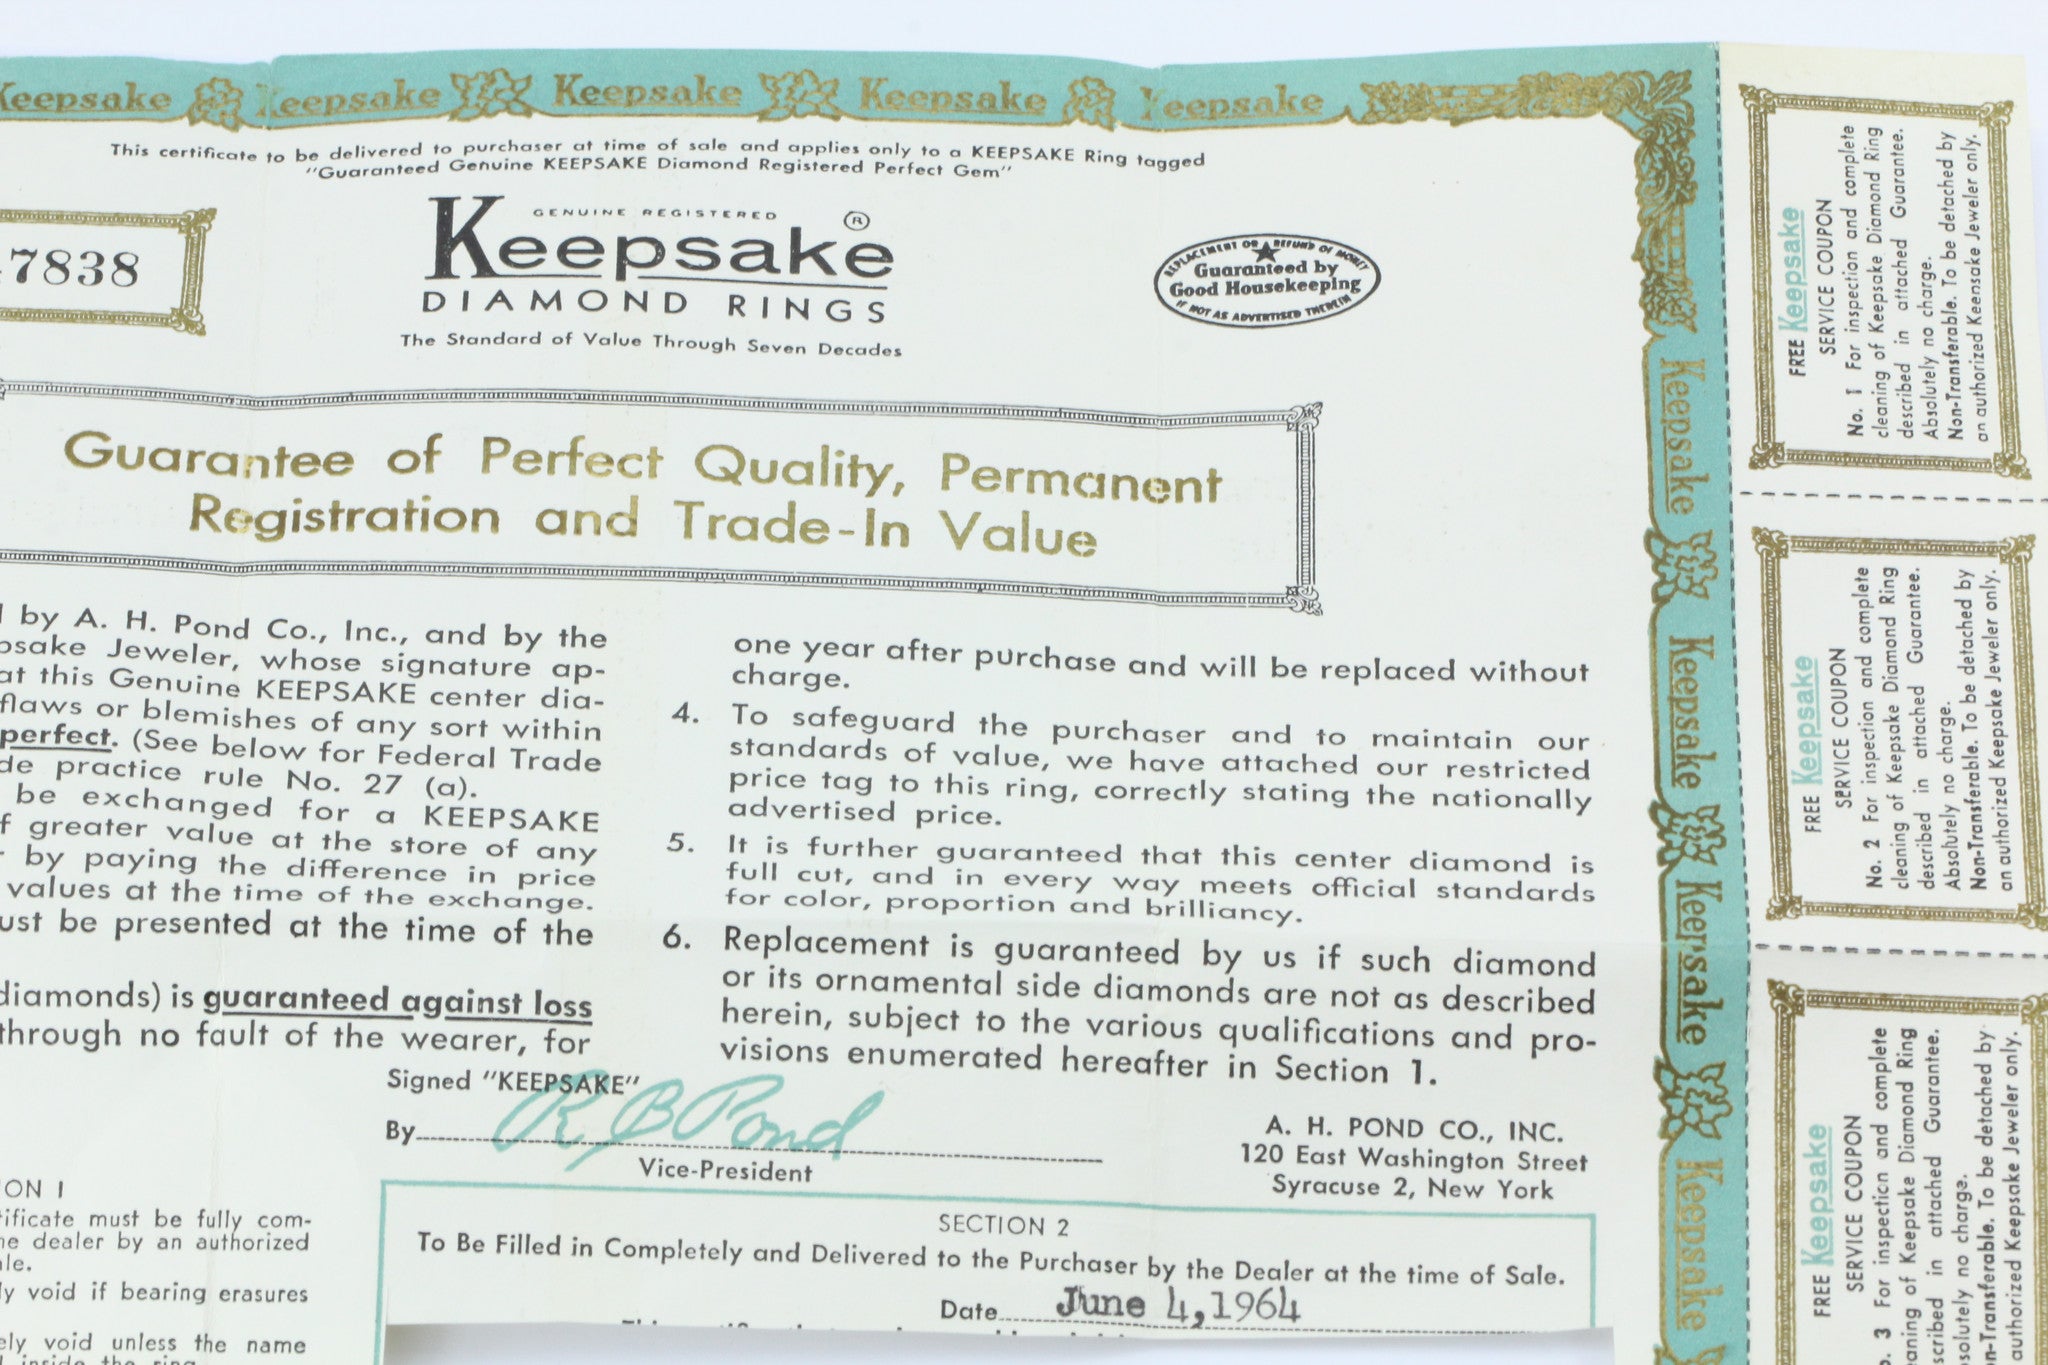 Keepsake Keepsake Keepsake Keepsake Keepsake
This certificate to be delivered to purchaser at time of sale and applies only to a KEEPSAKE Ring tagged
"Guaranteed Genuine KEEPSAKE Diamond Registered Perfect Gem"
7838
GENUINE REGISTERED ®
Keepsake
DIAMOND RINGS
The Standard of Value Through Seven Decades
REPLACEMENT OR REFUND OF MONEY
Guaranteed by
Good Housekeeping
IF NOT AS ADVERTISED THEREIN
Guarantee of Perfect Quality, Permanent
Registration and Trade-In Value
by A. H. Pond Co., Inc., and by the
Jeweler, whose signature ap-
at this Genuine KEEPSAKE center dia-
flaws or blemishes of any sort within
perfect. (See below for Federal Trade
practice rule No. 27 (a).
be exchanged for a KEEPSAKE
greater value at the store of any
by paying the difference in price
values at the time of the exchange.
be presented at the time of the
diamonds) is guaranteed against loss
through no fault of the wearer, for
one year after purchase and will be replaced without
charge.
4. To safeguard the purchaser and to maintain our
standards of value, we have attached our restricted
price tag to this ring, correctly stating the nationally
advertised price.
5. It is further guaranteed that this center diamond is
full cut, and in every way meets official standards
for color, proportion and brilliancy.
6. Replacement is guaranteed by us if such diamond
or its ornamental side diamonds are not as described
herein, subject to the various qualifications and pro-
visions enumerated hereafter in Section 1.
Signed "KEEPSAKE"
By R B Pond
Vice-President
A. H. POND CO., INC.
120 East Washington Street
Syracuse 2, New York
ON 1
must be fully com-
dealer by an authorized
void if bearing erasures
void unless the name
inside the ring
SECTION 2
To Be Filled in Completely and Delivered to the Purchaser by the Dealer at the time of Sale.
Date June 4, 1964
Keepsake
Keepsake
Keepsake
Keepsake
FREE Keepsake
SERVICE COUPON
No. 1 For inspection and complete
cleaning of Keepsake Diamond Ring
described in attached Guarantee.
Absolutely no charge.
Non-Transferable. To be detached by
an authorized Keepsake Jeweler only.
FREE Keepsake
SERVICE COUPON
No. 2 For inspection and complete
cleaning of Keepsake Diamond Ring
described in attached Guarantee.
Absolutely no charge.
Non-Transferable. To be detached by
an authorized Keepsake Jeweler only.
FREE Keepsake
SERVICE COUPON
3 For inspection and complete
of Keepsake Diamond Ring
in attached Guarantee.
no charge.
To be detached by
authorized Keepsake Jeweler only.